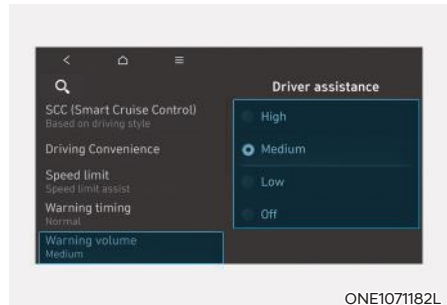 Driver assistance
SCC (Smart Cruise Control)
Based on driving style
Driving Convenience
Speed limit
Speed limit assist
Warning timing
Normal
Warning volume
Medium
High
Medium
Low
Off
ONE1071182L